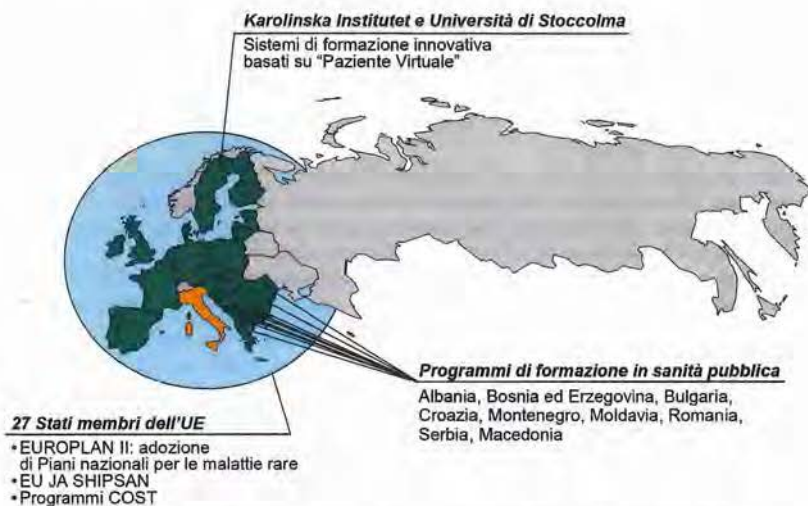 Karolinska Institutet e Università di Stoccolma
Sistemi di formazione innovativa
basati su "Paziente Virtuale"
Programmi di formazione in sanità pubblica
Albania, Bosnia ed Erzegovina, Bulgaria,
Croazia, Montenegro, Moldavia, Romania,
Serbia, Macedonia
27 Stati membri dell'UE
•EUROPLAN II: adozione
di Piani nazionali per le malattie rare
•EU JA SHIPSAN
•Programmi COST